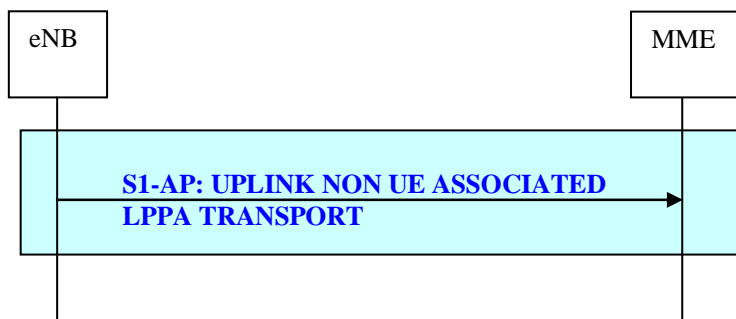 eNB
MME
S1-AP: UPLINK NON UE ASSOCIATED
LPPA TRANSPORT